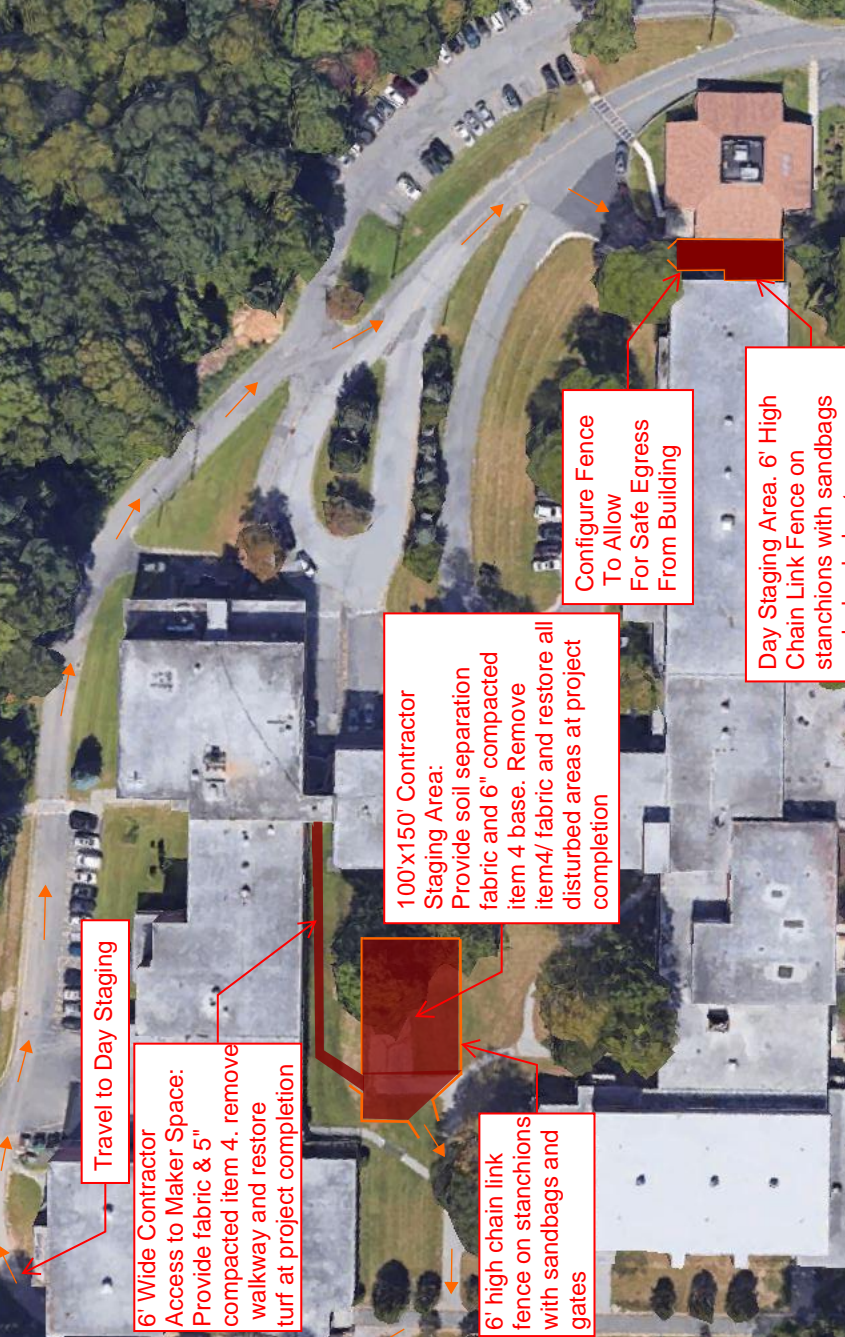 Travel to Day Staging
6' Wide Contractor
Access to Maker Space:
Provide fabric & 5"
compacted item 4. remove
walkway and restore
turf at project completion
100'x150' Contractor
Staging Area:
Provide soil separation
fabric and 6" compacted
item 4 base. Remove
item4/ fabric and restore all
disturbed areas at project
completion
6' high chain link
fence on stanchions
with sandbags and
gates
Configure Fence
To Allow
For Safe Egress
From Building
Day Staging Area. 6' High
Chain Link Fence on
stanchions with sandbags